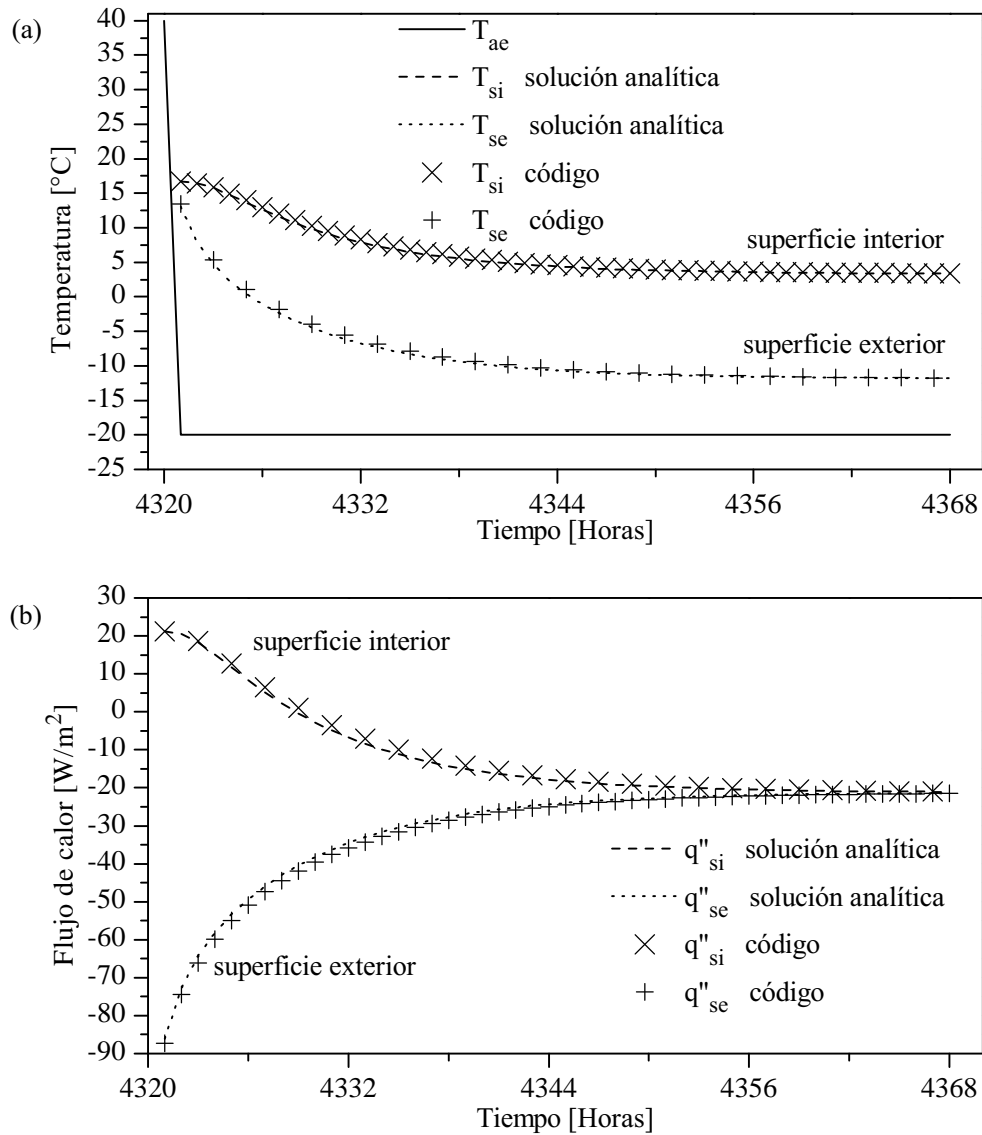 (a)
40
35
30
25
20
15
10
5
0
-5
-10
-15
-20
-25
Temperatura [°C]
T_ae
T_si solución analítica
T_se solución analítica
T_si código
T_se código
superficie interior
superficie exterior
4320 4332 4344 4356 4368
Tiempo [Horas]
(b)
30
20
10
0
-10
-20
-30
-40
-50
-60
-70
-80
-90
Flujo de calor [W/m²]
superficie interior
superficie exterior
q"_si solución analítica
q"_se solución analítica
q"_si código
q"_se código
4320 4332 4344 4356 4368
Tiempo [Horas]